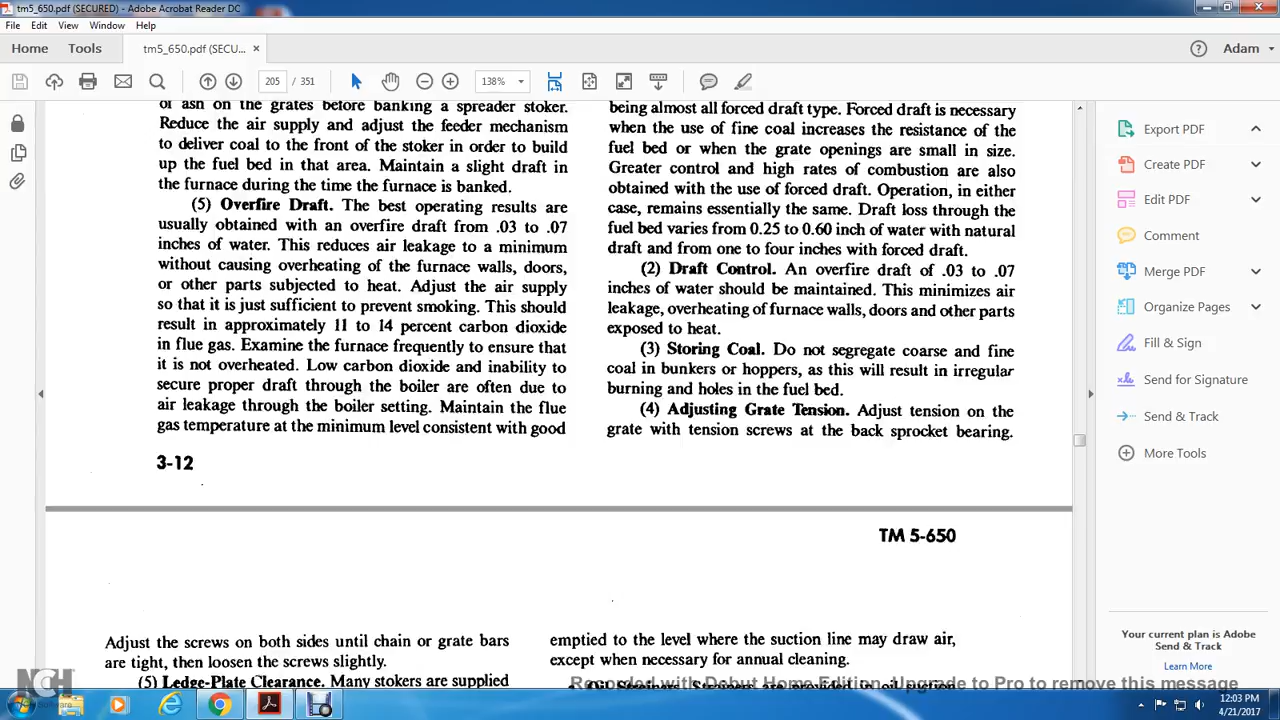 tm5_650.pdf (SECURED) - Adobe Acrobat Reader DC
File Edit View Window Help
Home Tools tm5_650.pdf (SECU... × Adam
205 / 351 138%
of ash on the grates before banking a spreader stoker.
Reduce the air supply and adjust the feeder mechanism
to deliver coal to the front of the stoker in order to build
up the fuel bed in that area. Maintain a slight draft in
the furnace during the time the furnace is banked.
(5) Overfire Draft. The best operating results are
usually obtained with an overfire draft from .03 to .07
inches of water. This reduces air leakage to a minimum
without causing overheating of the furnace walls, doors,
or other parts subjected to heat. Adjust the air supply
so that it is just sufficient to prevent smoking. This should
result in approximately 11 to 14 percent carbon dioxide
in flue gas. Examine the furnace frequently to ensure that
it is not overheated. Low carbon dioxide and inability to
secure proper draft through the boiler are often due to
air leakage through the boiler setting. Maintain the flue
gas temperature at the minimum level consistent with good
3-12
being almost all forced draft type. Forced draft is necessary
when the use of fine coal increases the resistance of the
fuel bed or when the grate openings are small in size.
Greater control and high rates of combustion are also
obtained with the use of forced draft. Operation, in either
case, remains essentially the same. Draft loss through the
fuel bed varies from 0.25 to 0.60 inch of water with natural
draft and from one to four inches with forced draft.
(2) Draft Control. An overfire draft of .03 to .07
inches of water should be maintained. This minimizes air
leakage, overheating of furnace walls, doors and other parts
exposed to heat.
(3) Storing Coal. Do not segregate coarse and fine
coal in bunkers or hoppers, as this will result in irregular
burning and holes in the fuel bed.
(4) Adjusting Grate Tension. Adjust tension on the
grate with tension screws at the back sprocket bearing.
TM 5-650
Adjust the screws on both sides until chain or grate bars
are tight, then loosen the screws slightly.
(5) Ledge-Plate Clearance. Many stokers are supplied
emptied to the level where the suction line may draw air,
except when necessary for annual cleaning.
Export PDF
Create PDF
Edit PDF
Comment
Merge PDF
Organize Pages
Fill & Sign
Send for Signature
Send & Track
More Tools
Your current plan is Adobe
Send & Track
Learn More
NCH Software
Recorded with Debut Home Edition. Upgrade to Pro to remove this message
12:03 PM
4/21/2017